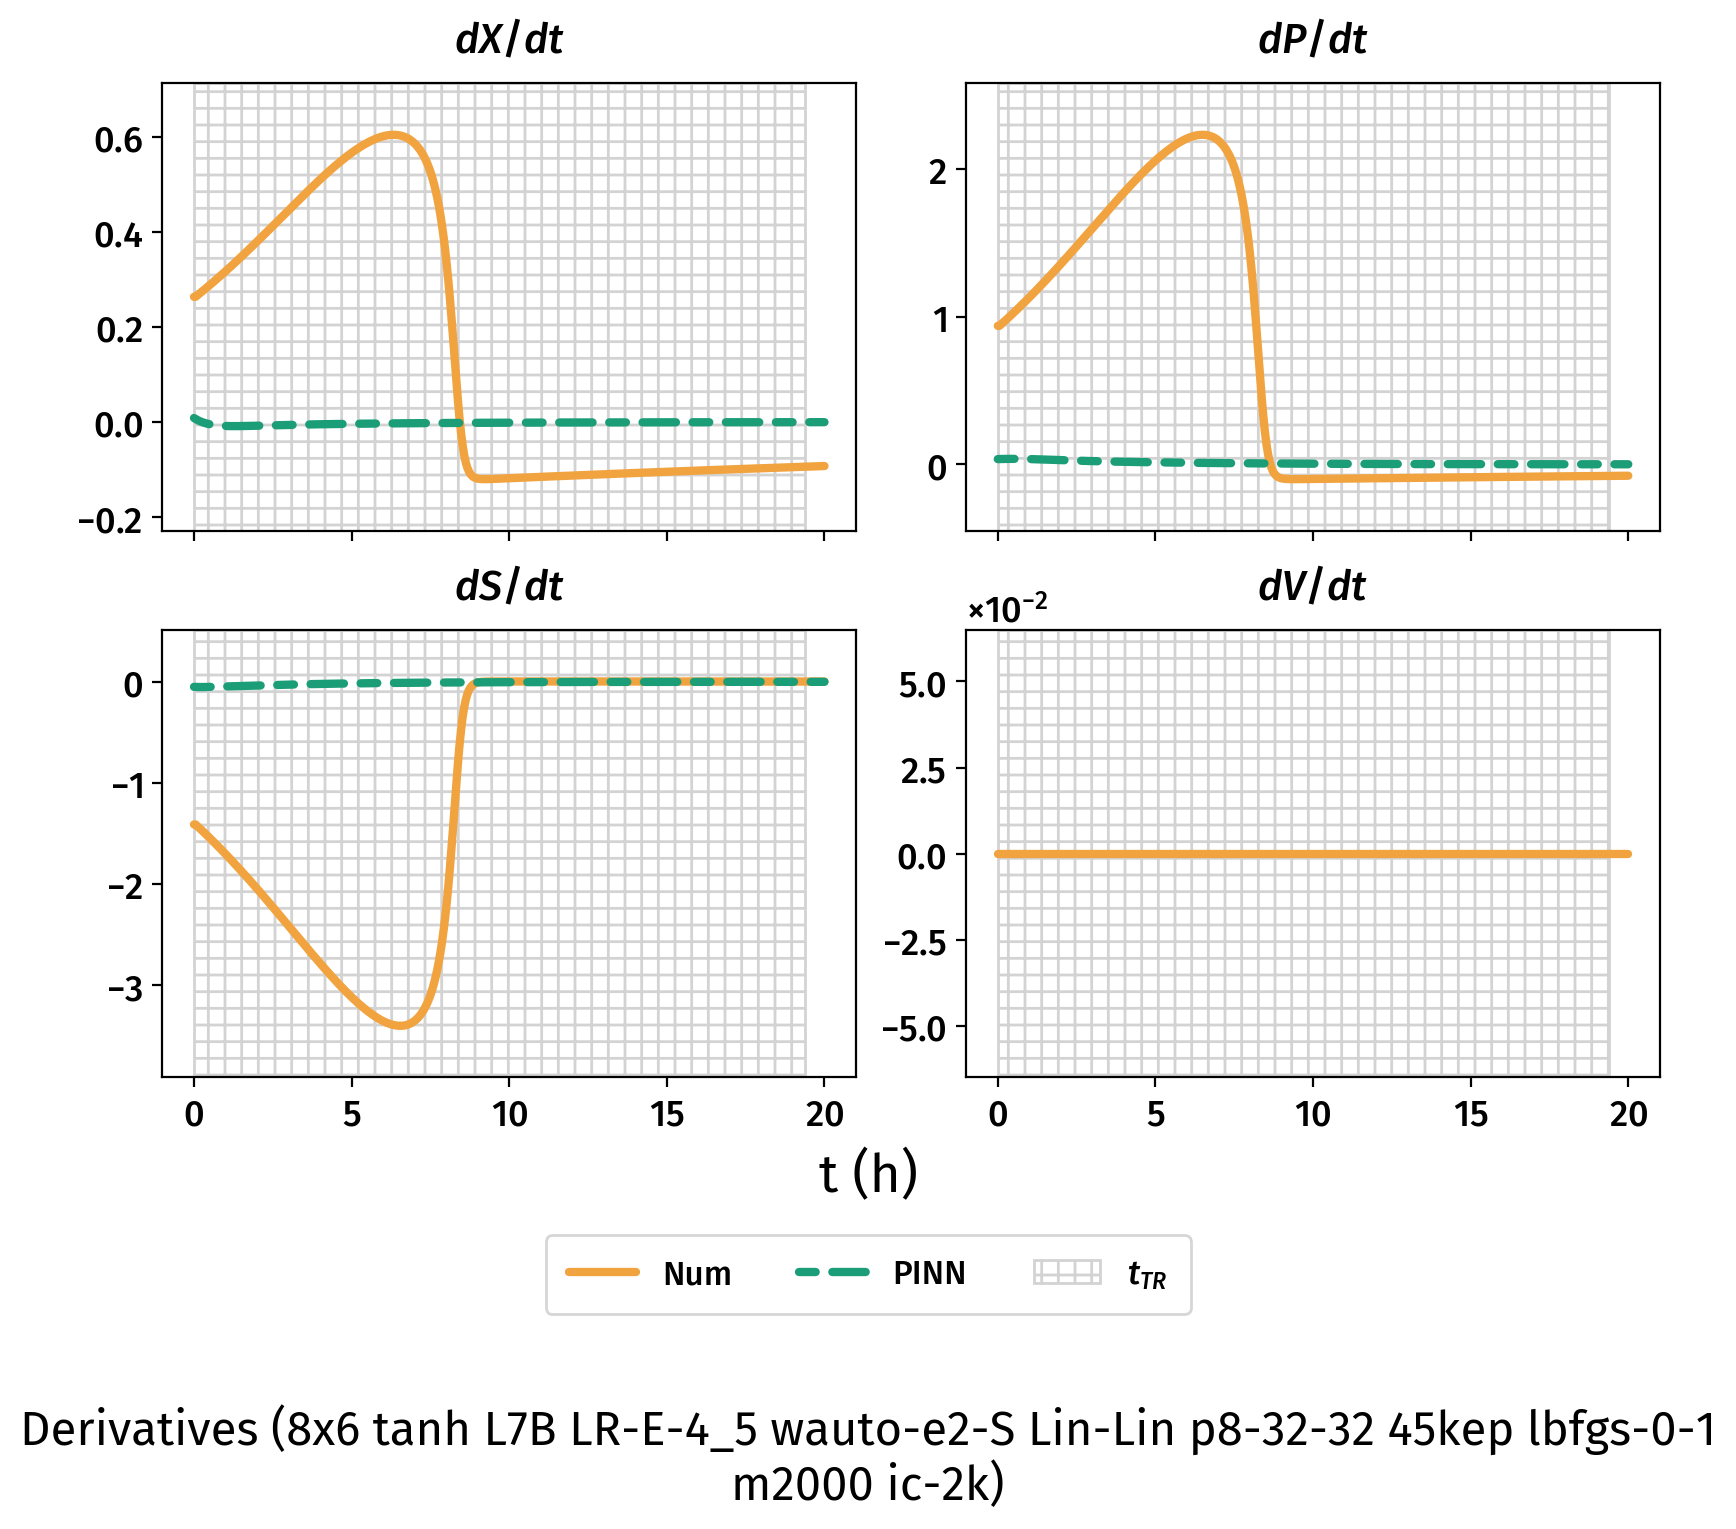 dX/dt
0.6
0.4
0.2
0.0
−0.2
dP/dt
2
1
0
dS/dt
0
−1
−2
−3
0 5 10 15 20
dV/dt
×10⁻²
5.0
2.5
0.0
−2.5
−5.0
0 5 10 15 20
t (h)
Num PINN t_TR
Derivatives (8x6 tanh L7B LR-E-4_5 wauto-e2-S Lin-Lin p8-32-32 45kep lbfgs-0-1
m2000 ic-2k)